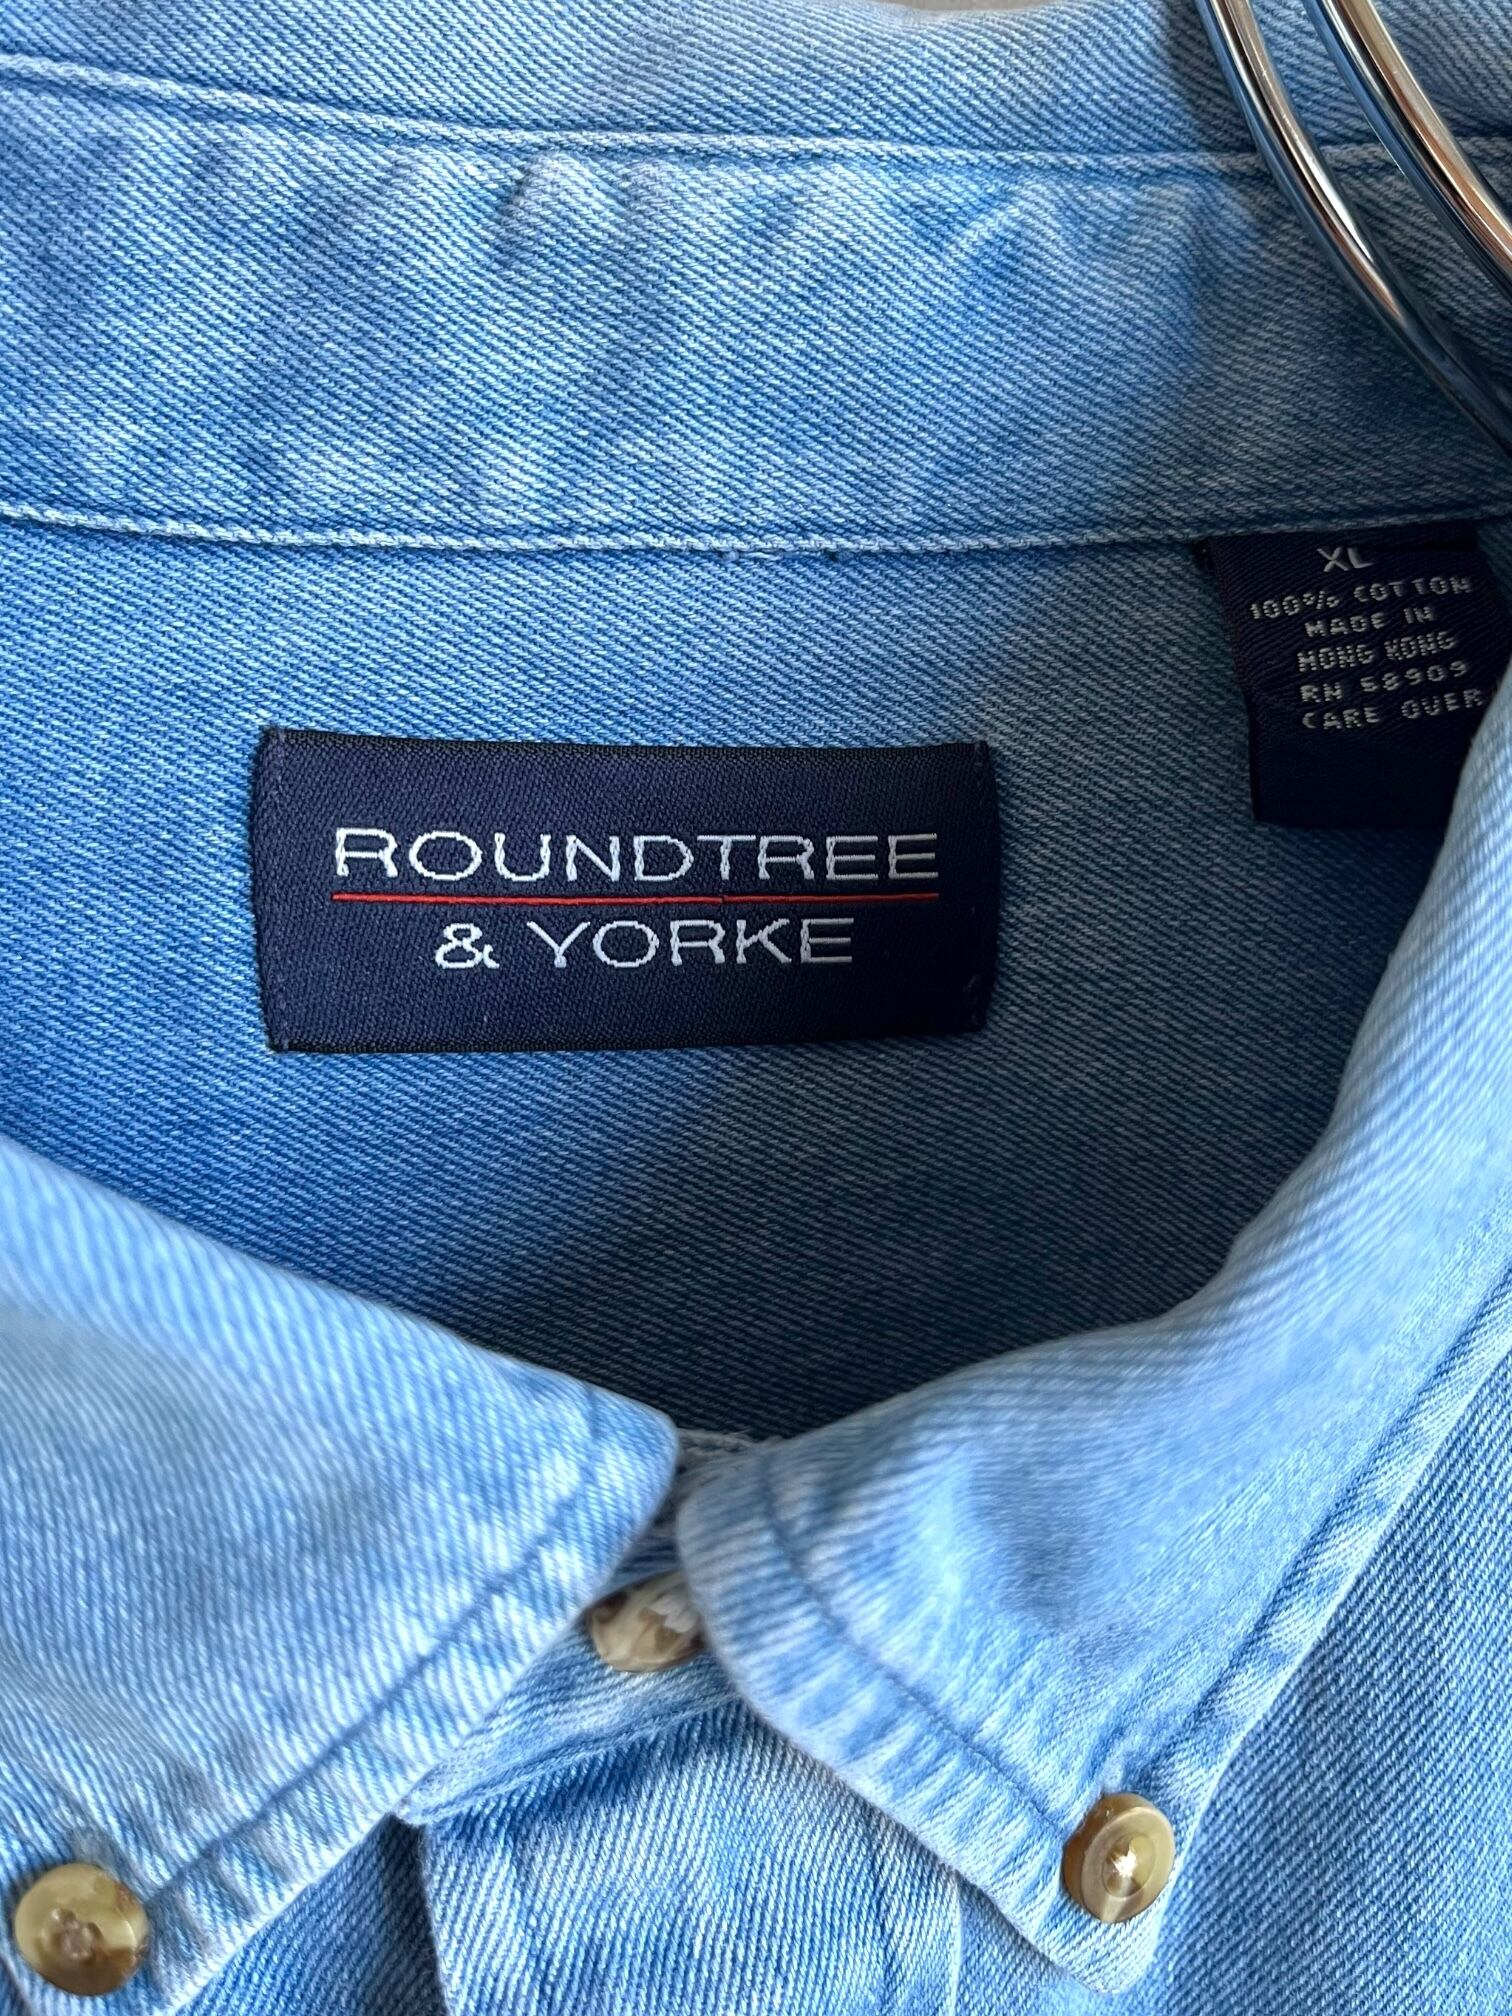 XL
100% COTTON
MADE IN
HONG KONG
RN 58909
CARE OVER
ROUNDTREE
& YORKE